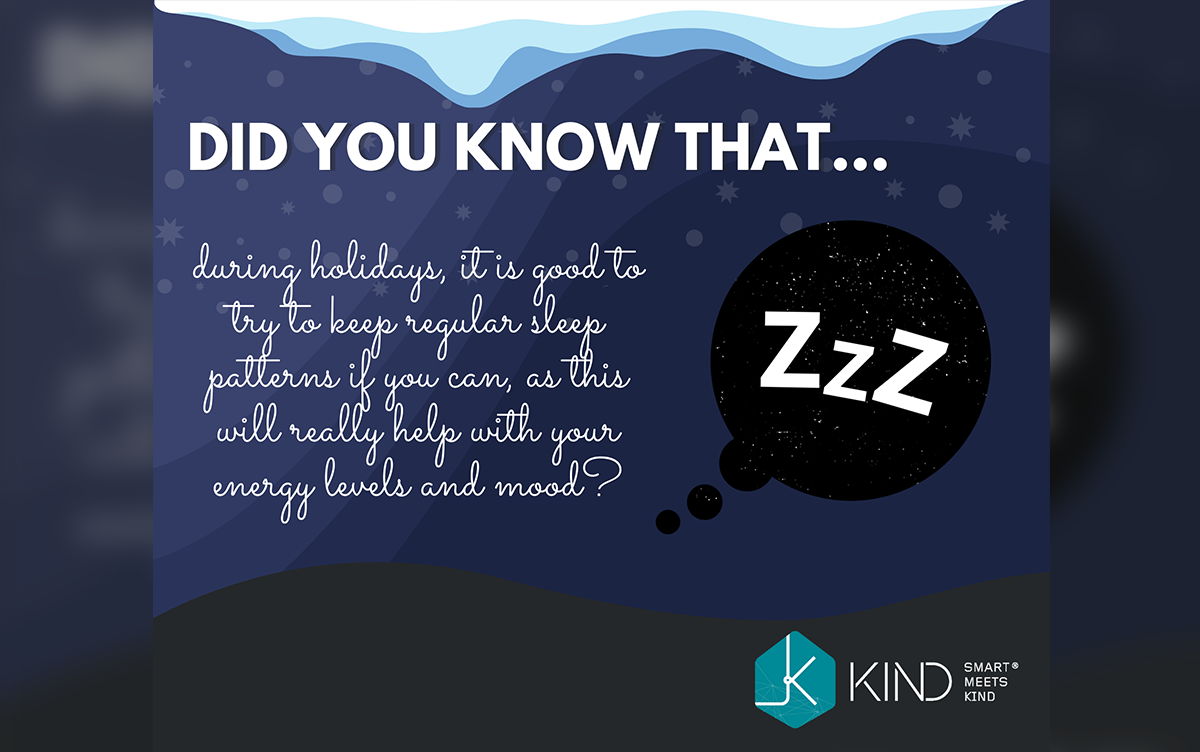 DID YOU KNOW THAT...
during holidays, it is good to
try to keep regular sleep
patterns if you can, as this
will really help with your
energy levels and mood?
ZZZ
KIND
SMART®
MEETS
KIND